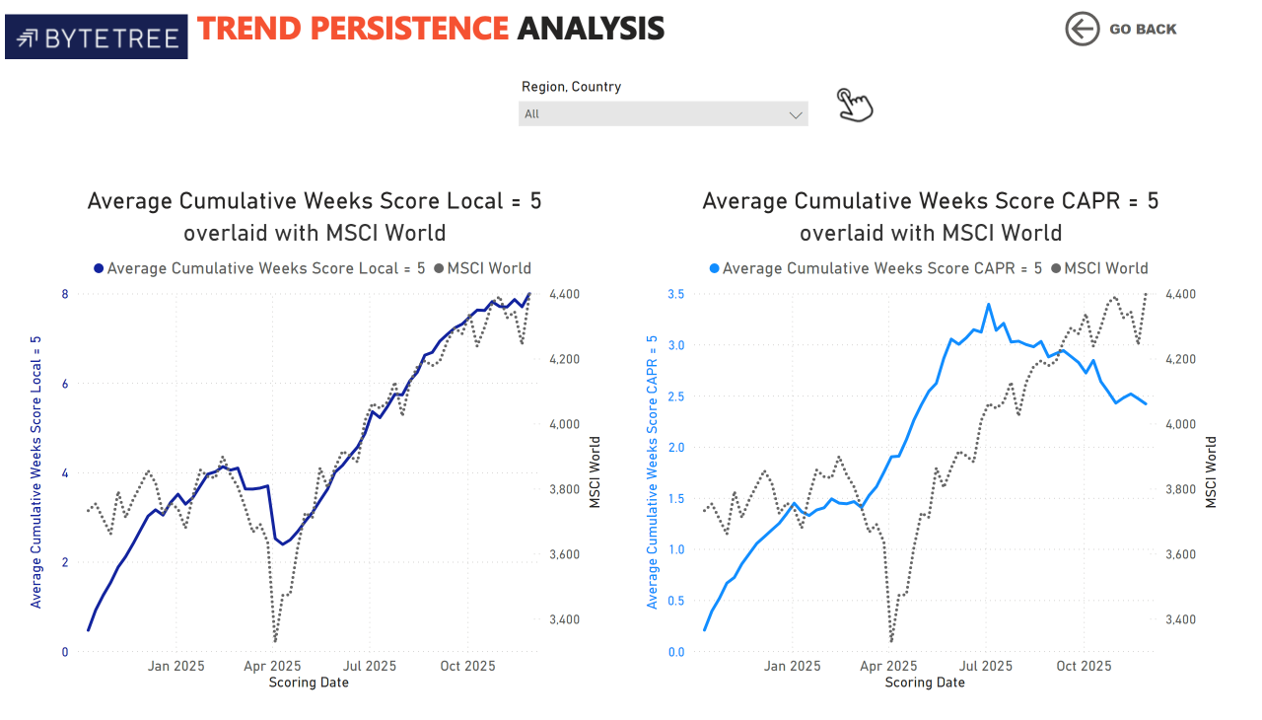 BYTETREE TREND PERSISTENCE ANALYSIS
GO BACK
Region, Country
All
Average Cumulative Weeks Score Local = 5
overlaid with MSCI World
Average Cumulative Weeks Score Local = 5 MSCI World
Average Cumulative Weeks Score Local = 5
8
6
4
2
0
4,400
4,200
4,000
3,800
3,600
3,400
MSCI World
Jan 2025 Apr 2025 Jul 2025 Oct 2025
Scoring Date
Average Cumulative Weeks Score CAPR = 5
overlaid with MSCI World
Average Cumulative Weeks Score CAPR = 5 MSCI World
Average Cumulative Weeks Score CAPR = 5
3.5
3.0
2.5
2.0
1.5
1.0
0.5
0.0
4,400
4,200
4,000
3,800
3,600
3,400
MSCI World
Jan 2025 Apr 2025 Jul 2025 Oct 2025
Scoring Date